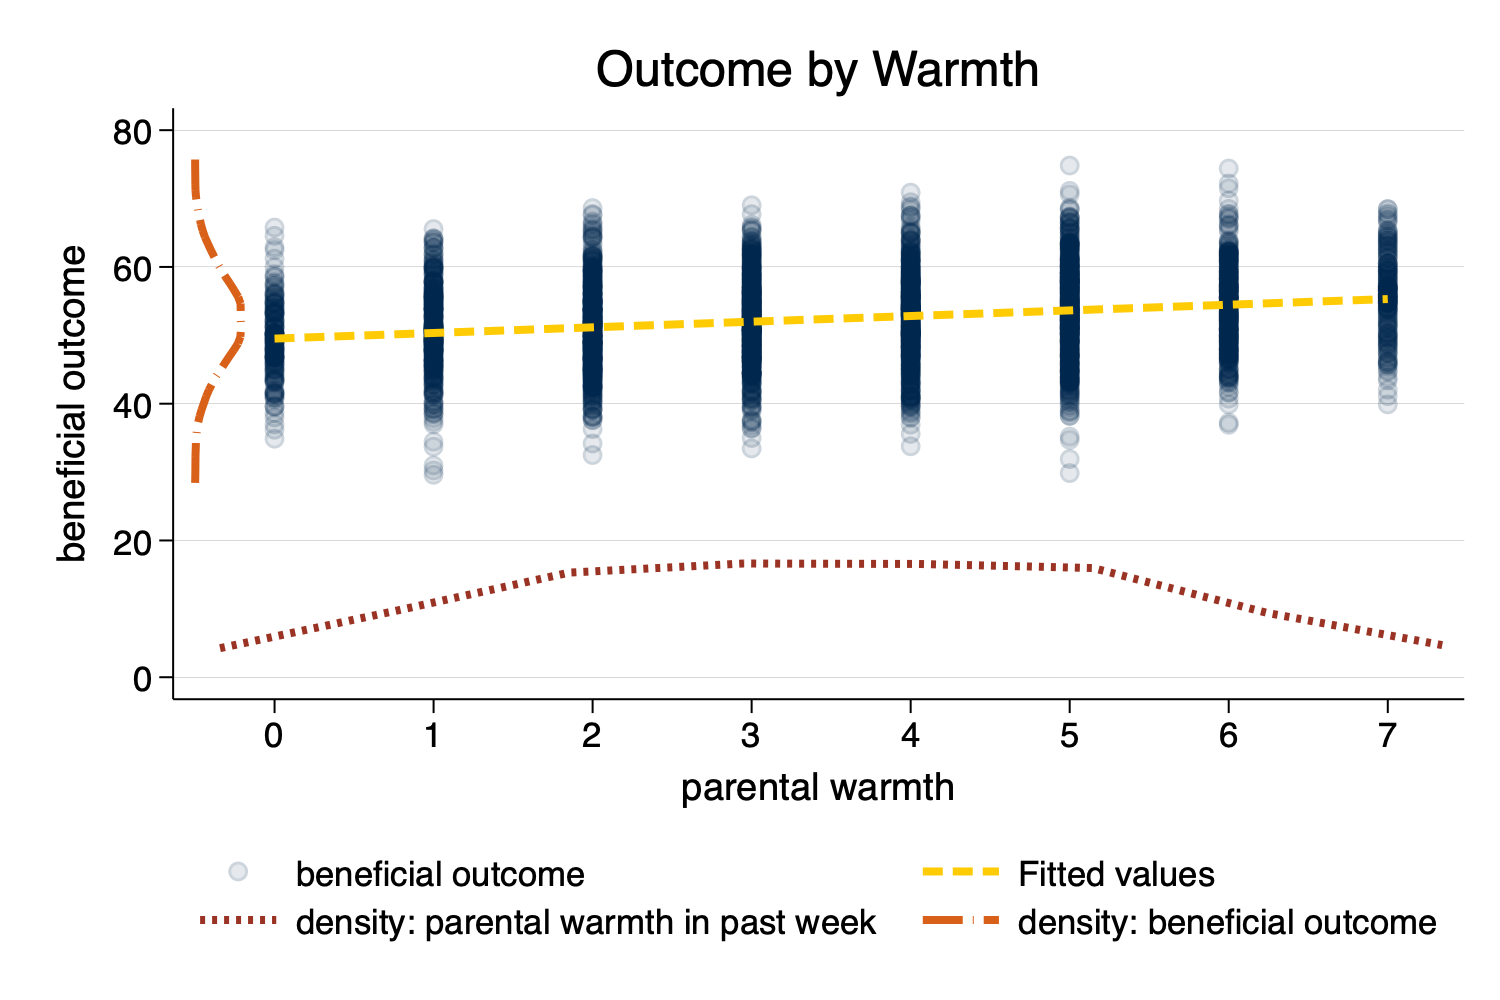 Outcome by Warmth
80
60
40
20
0
beneficial outcome
0 1 2 3 4 5 6 7
parental warmth
beneficial outcome
Fitted values
density: parental warmth in past week
density: beneficial outcome